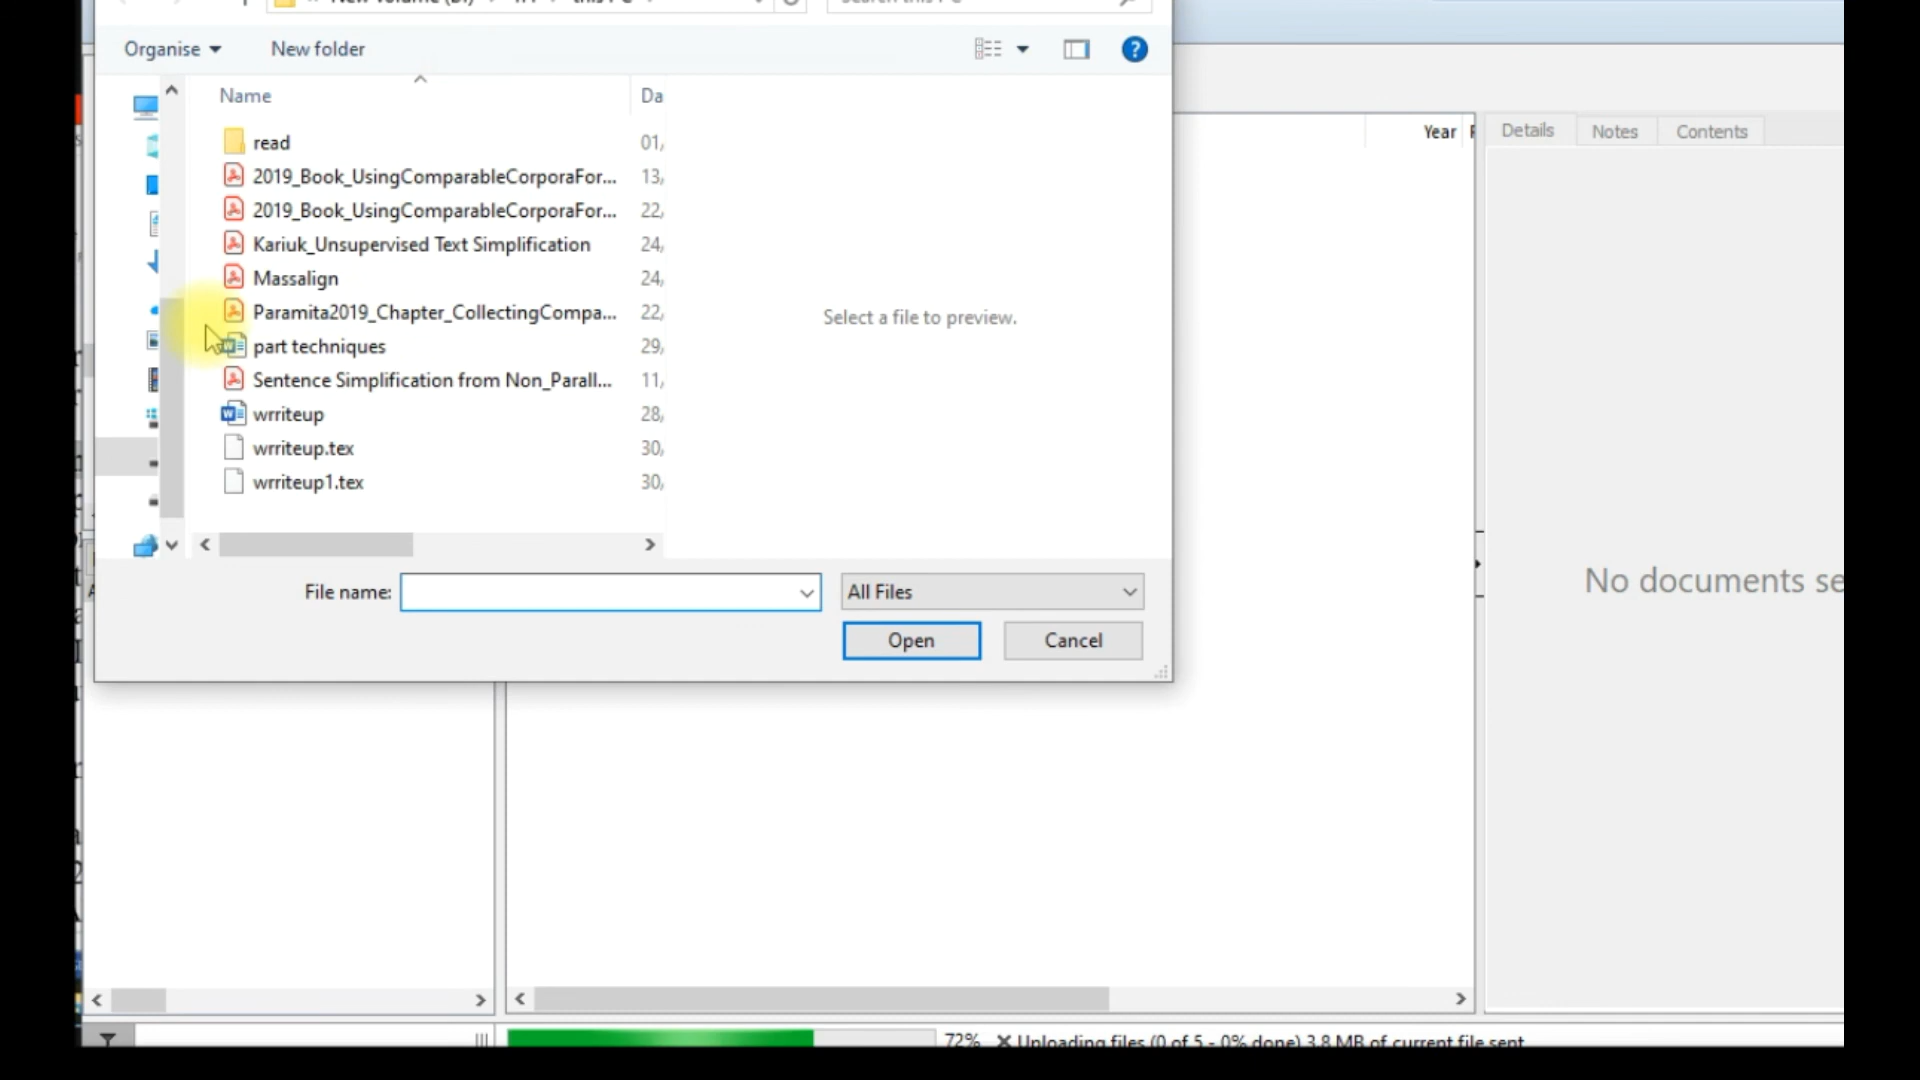 Organise
New folder
Name
Da
read
01,
2019_Book_UsingComparableCorporaFor...
13,
2019_Book_UsingComparableCorporaFor...
22,
Kariuk_Unsupervised Text Simplification
24,
Massalign
24,
Paramita2019_Chapter_CollectingCompa...
22,
part techniques
29,
Sentence Simplification from Non_Parall...
11,
wrriteup
28,
wrriteup.tex
30,
wrriteup1.tex
30,
Select a file to preview.
File name:
All Files
Open
Cancel
Year
Details
Notes
Contents
No documents se
72%
Uploading files (0 of 5 - 0% done) 3.8 MB of current file sent